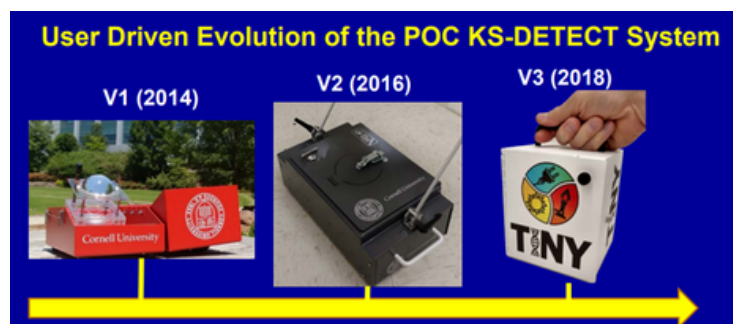 User Driven Evolution of the POC KS-DETECT System
V1 (2014)
V2 (2016)
V3 (2018)
Cornell University
Cornell University
TINY
TINY